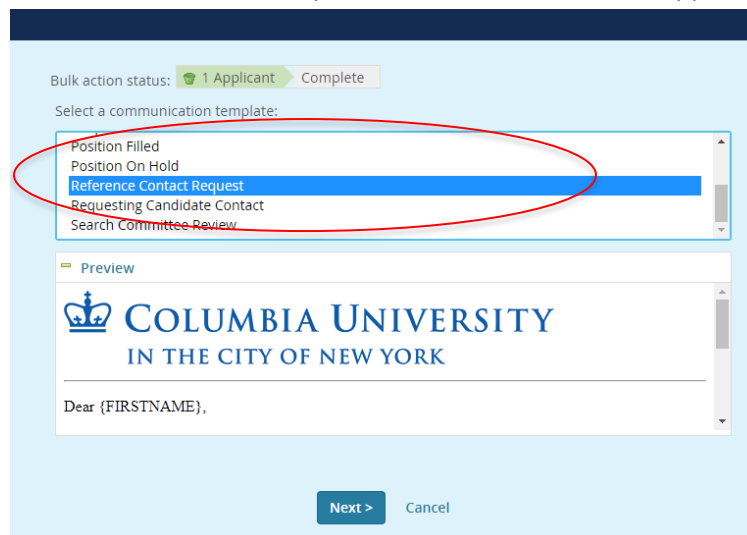 Bulk action status: 1 Applicant Complete
Select a communication template:
Position Filled
Position On Hold
Reference Contact Request
Requesting Candidate Contact
Search Committee Review
Preview
COLUMBIA UNIVERSITY
IN THE CITY OF NEW YORK
Dear {FIRSTNAME},
Next > Cancel